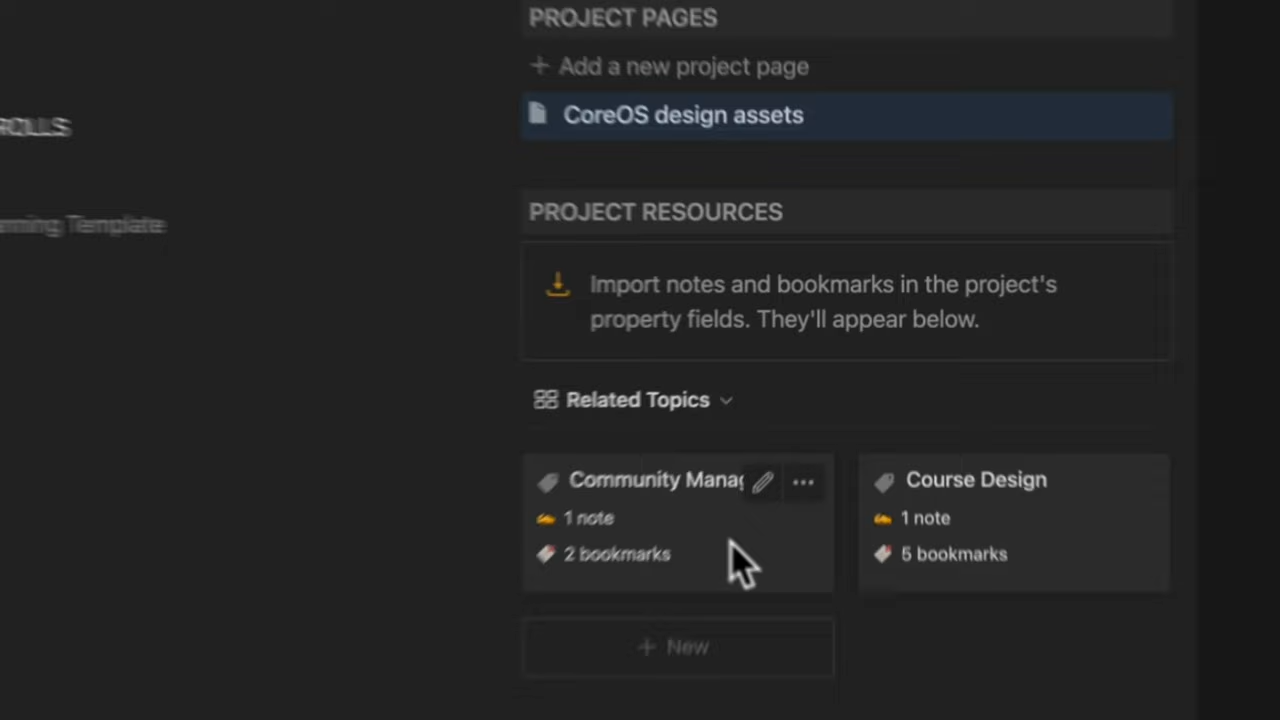 PROJECT PAGES
+ Add a new project page
ROLLS
CoreOS design assets
Template
PROJECT RESOURCES
Import notes and bookmarks in the project's
property fields. They'll appear below.
Related Topics
Community Manag
1 note
2 bookmarks
Course Design
1 note
5 bookmarks
+ New